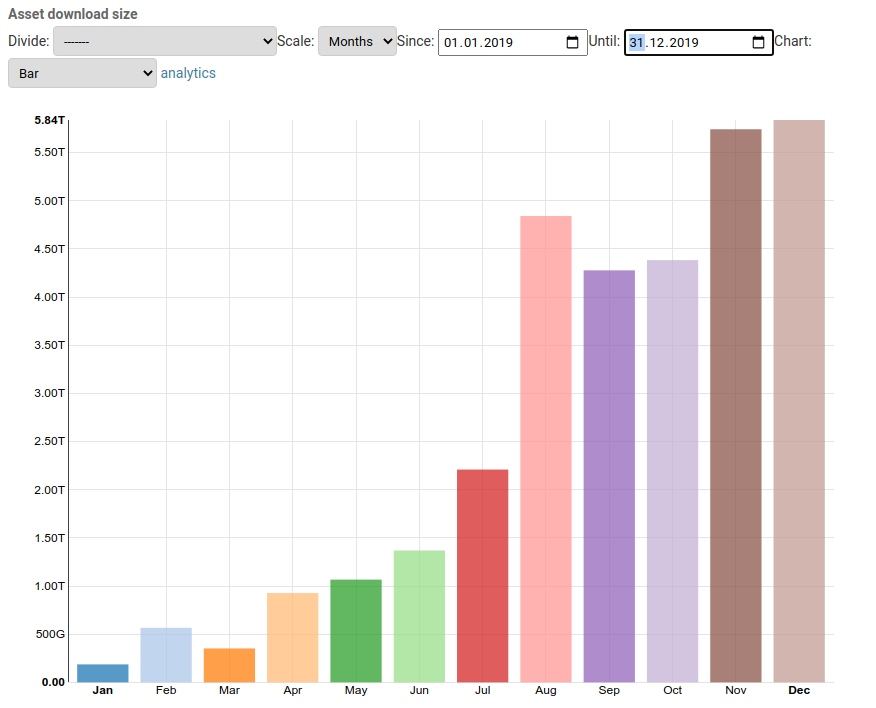 Asset download size
Divide: ------- Scale: Months Since: 01.01.2019 Until: 31.12.2019 Chart:
Bar analytics
5.84T
5.50T
5.00T
4.50T
4.00T
3.50T
3.00T
2.50T
2.00T
1.50T
1.00T
500G
0.00
Jan Feb Mar Apr May Jun Jul Aug Sep Oct Nov Dec